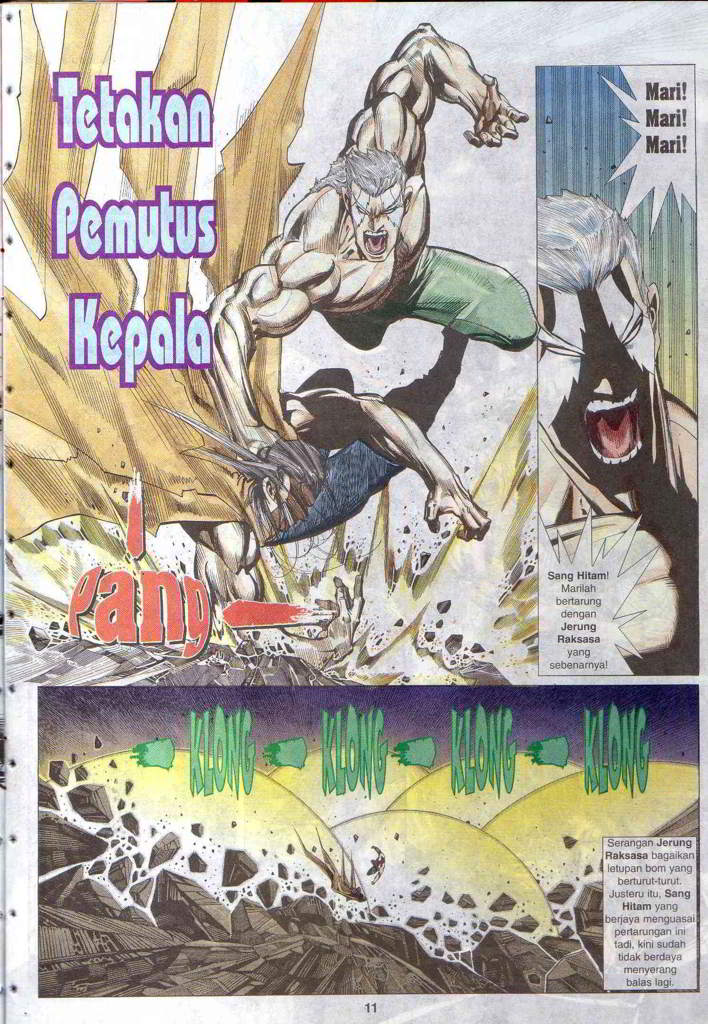 Tetakan
Pemutus
Kepala
Mari!
Mari!
Mari!
Pang
Sang Hitam!
Marilah
bertarung
dengan
Jerung
Raksasa
yang
sebenarnya!
KLONG KLONG KLONG KLONG
Serangan Jerung
Raksasa bagaikan
letupan bom yang
berturut-turut.
Justeru itu, Sang
Hitam yang
berjaya menguasai
pertarungan ini
tadi, kini sudah
tidak berdaya
menyerang
balas lagi.
11